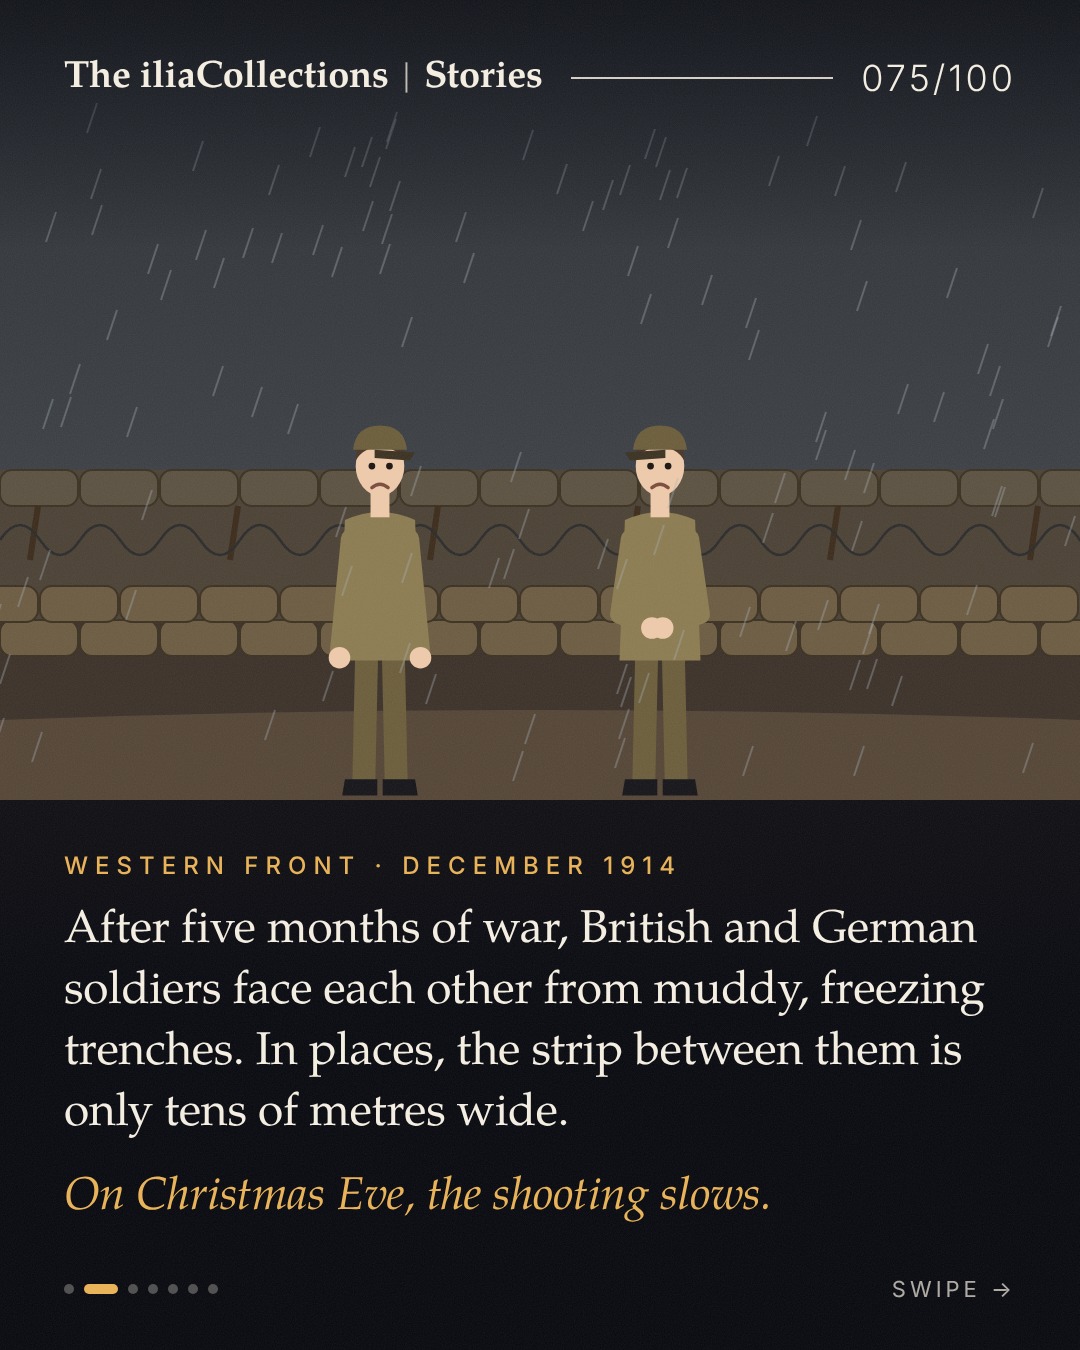 The iliaCollections | Stories
075/100
WESTERN FRONT · DECEMBER 1914
After five months of war, British and German
soldiers face each other from muddy, freezing
trenches. In places, the strip between them is
only tens of metres wide.
On Christmas Eve, the shooting slows.
SWIPE →